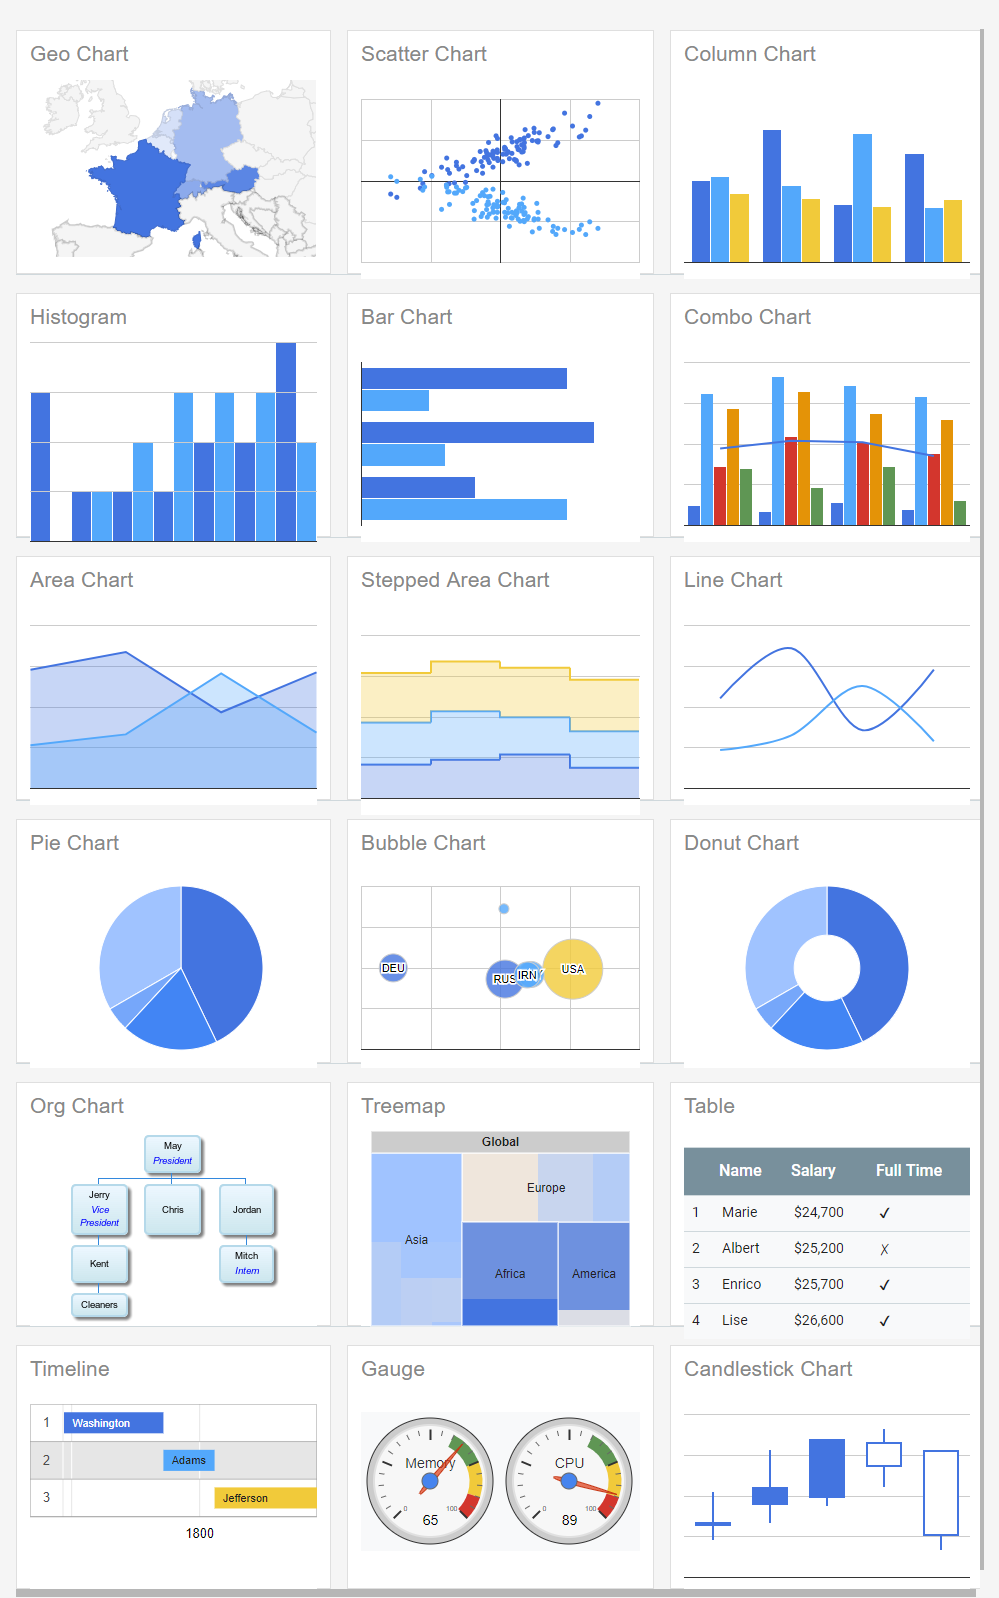 Geo Chart
Scatter Chart
Column Chart
Histogram
Bar Chart
Combo Chart
Area Chart
Stepped Area Chart
Line Chart
Pie Chart
Bubble Chart
DEU
RUS
IRN
USA
Donut Chart
Org Chart
May
President
Jerry
Vice
President
Chris
Jordan
Kent
Mitch
Intern
Cleaners
Treemap
Global
Asia
Europe
Africa
America
Table
Name Salary Full Time
1 Marie $24,700 ✓
2 Albert $25,200 ✗
3 Enrico $25,700 ✓
4 Lise $26,600 ✓
Timeline
1 Washington
2 Adams
3 Jefferson
1800
Gauge
Memory
0 100
65
CPU
0 100
89
Candlestick Chart